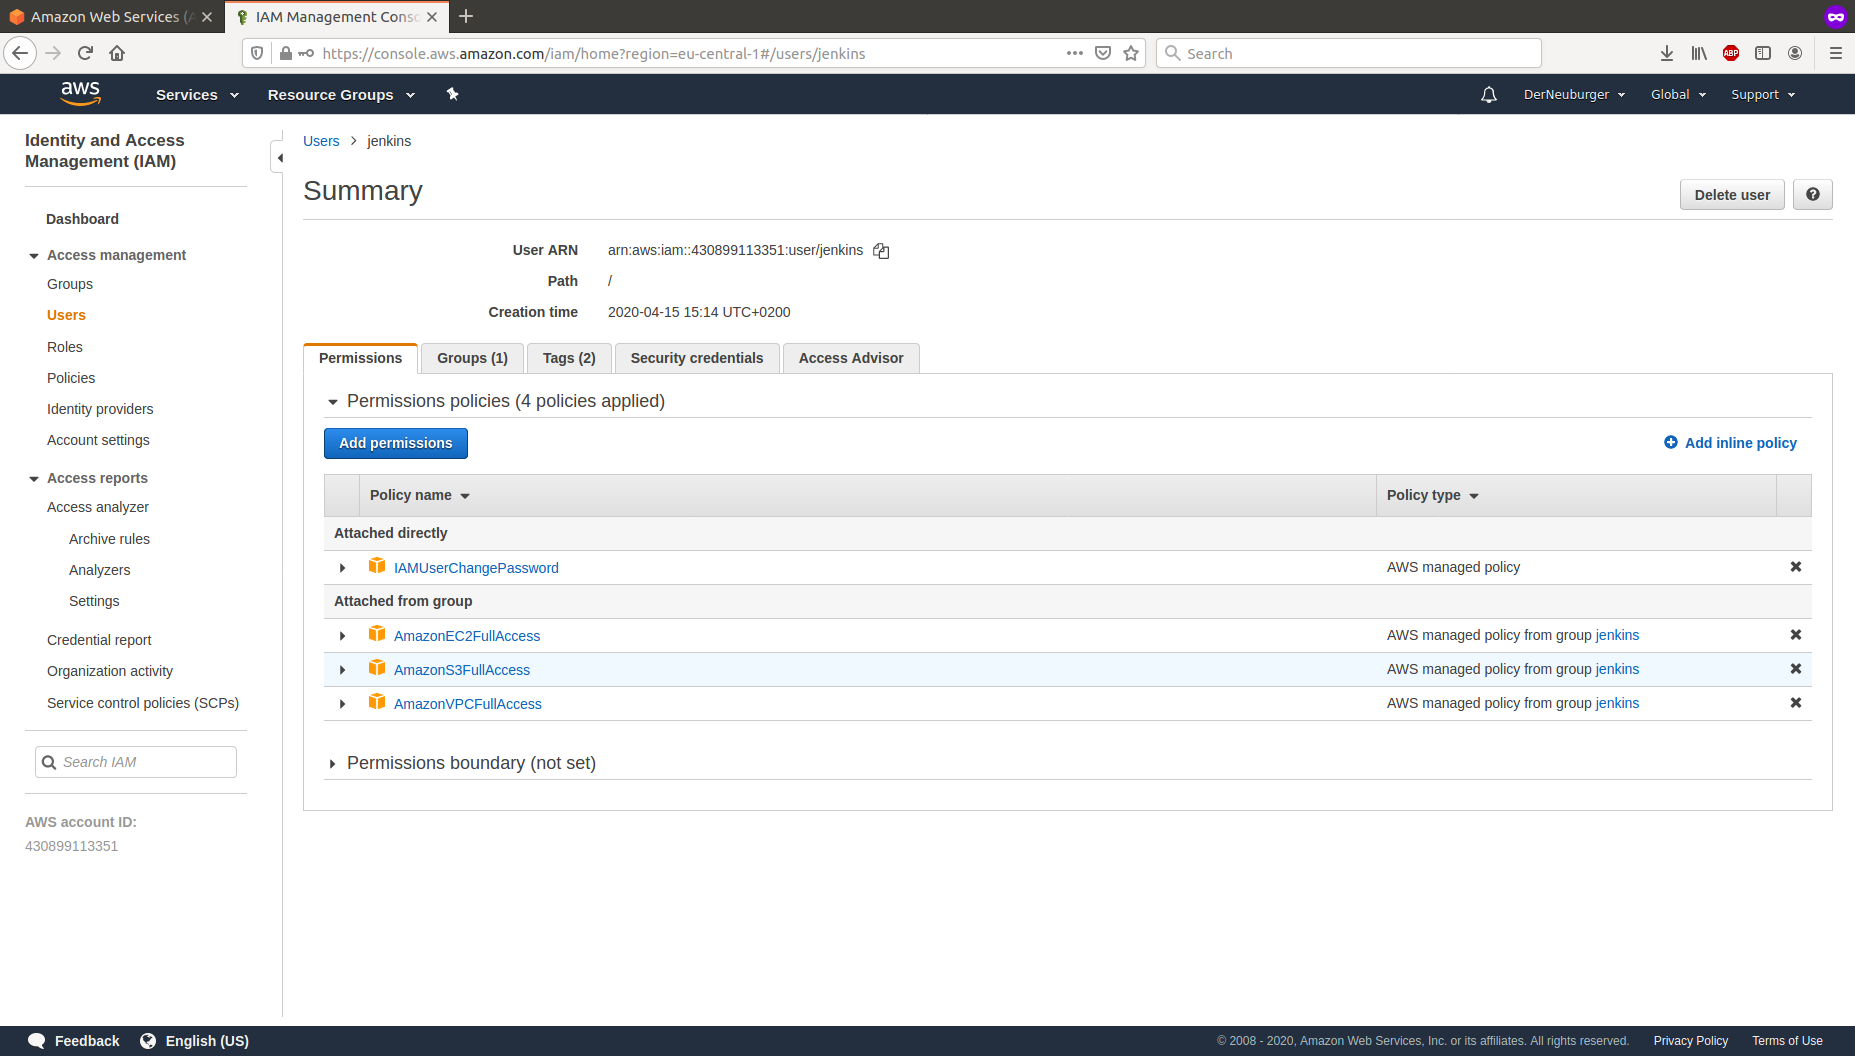 Amazon Web Services (
IAM Management Conso
https://console.aws.amazon.com/iam/home?region=eu-central-1#/users/jenkins
Search
ABP
aws
Services
Resource Groups
DerNeuburger
Global
Support
Identity and Access
Management (IAM)
Dashboard
Access management
Groups
Users
Roles
Policies
Identity providers
Account settings
Access reports
Access analyzer
Archive rules
Analyzers
Settings
Credential report
Organization activity
Service control policies (SCPs)
Search IAM
AWS account ID:
430899113351
Users > jenkins
Summary
Delete user
?
User ARN arn:aws:iam::430899113351:user/jenkins
Path /
Creation time 2020-04-15 15:14 UTC+0200
Permissions
Groups (1)
Tags (2)
Security credentials
Access Advisor
Permissions policies (4 policies applied)
Add permissions
Add inline policy
Policy name
Policy type
Attached directly
IAMUserChangePassword AWS managed policy
Attached from group
AmazonEC2FullAccess AWS managed policy from group jenkins
AmazonS3FullAccess AWS managed policy from group jenkins
AmazonVPCFullAccess AWS managed policy from group jenkins
Permissions boundary (not set)
Feedback
English (US)
© 2008 - 2020, Amazon Web Services, Inc. or its affiliates. All rights reserved.
Privacy Policy
Terms of Use